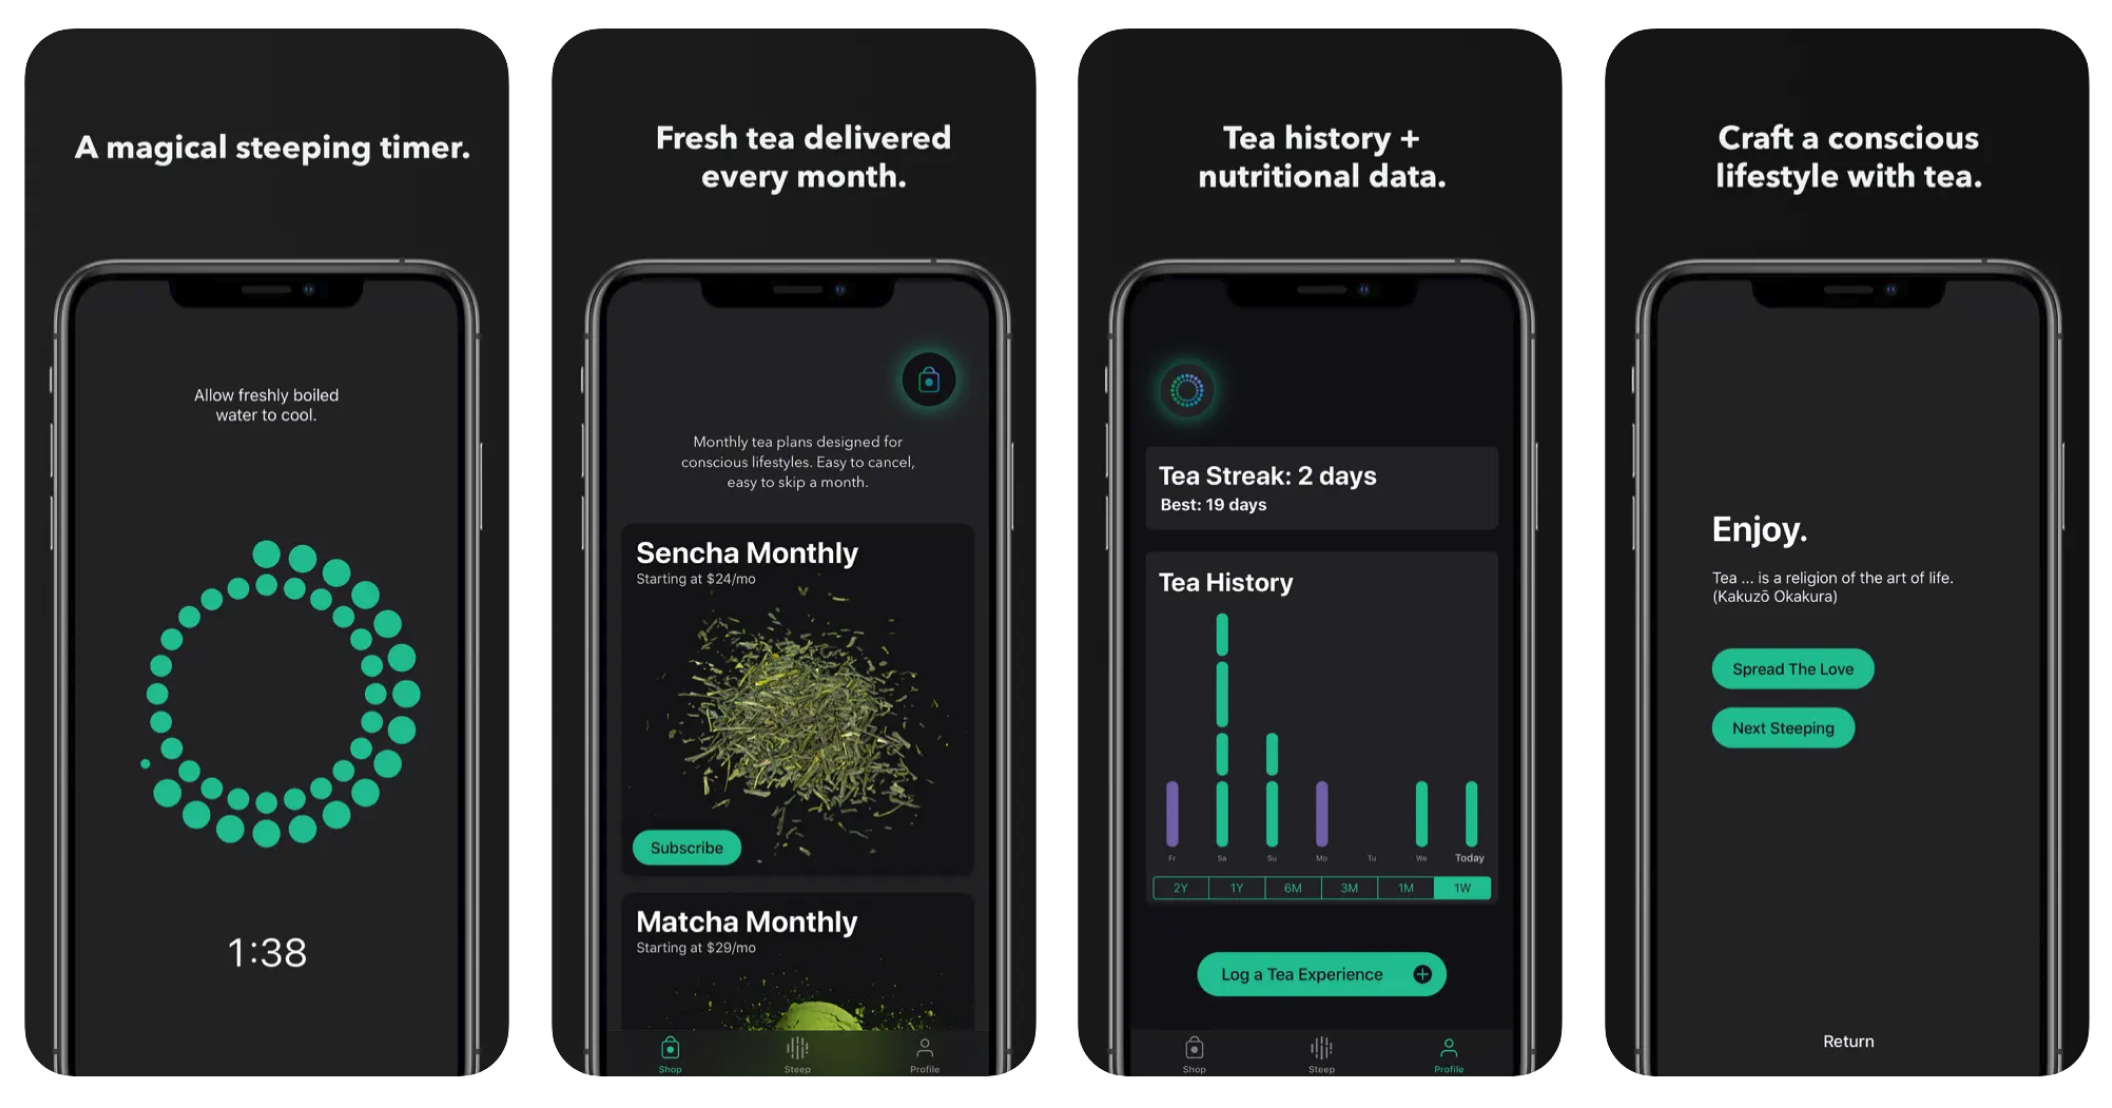 A magical steeping timer.
Allow freshly boiled
water to cool.
1:38
Fresh tea delivered
every month.
Monthly tea plans designed for
conscious lifestyles. Easy to cancel,
easy to skip a month.
Sencha Monthly
Starting at $24/mo
Subscribe
Matcha Monthly
Starting at $29/mo
Shop Steep Profile
Tea history +
nutritional data.
Tea Streak: 2 days
Best: 19 days
Tea History
Fr Sa Su Mo Tu We Today
2Y 1Y 6M 3M 1M 1W
Log a Tea Experience
Shop Steep Profile
Craft a conscious
lifestyle with tea.
Enjoy.
Tea ... is a religion of the art of life.
(Kakuzō Okakura)
Spread The Love
Next Steeping
Return